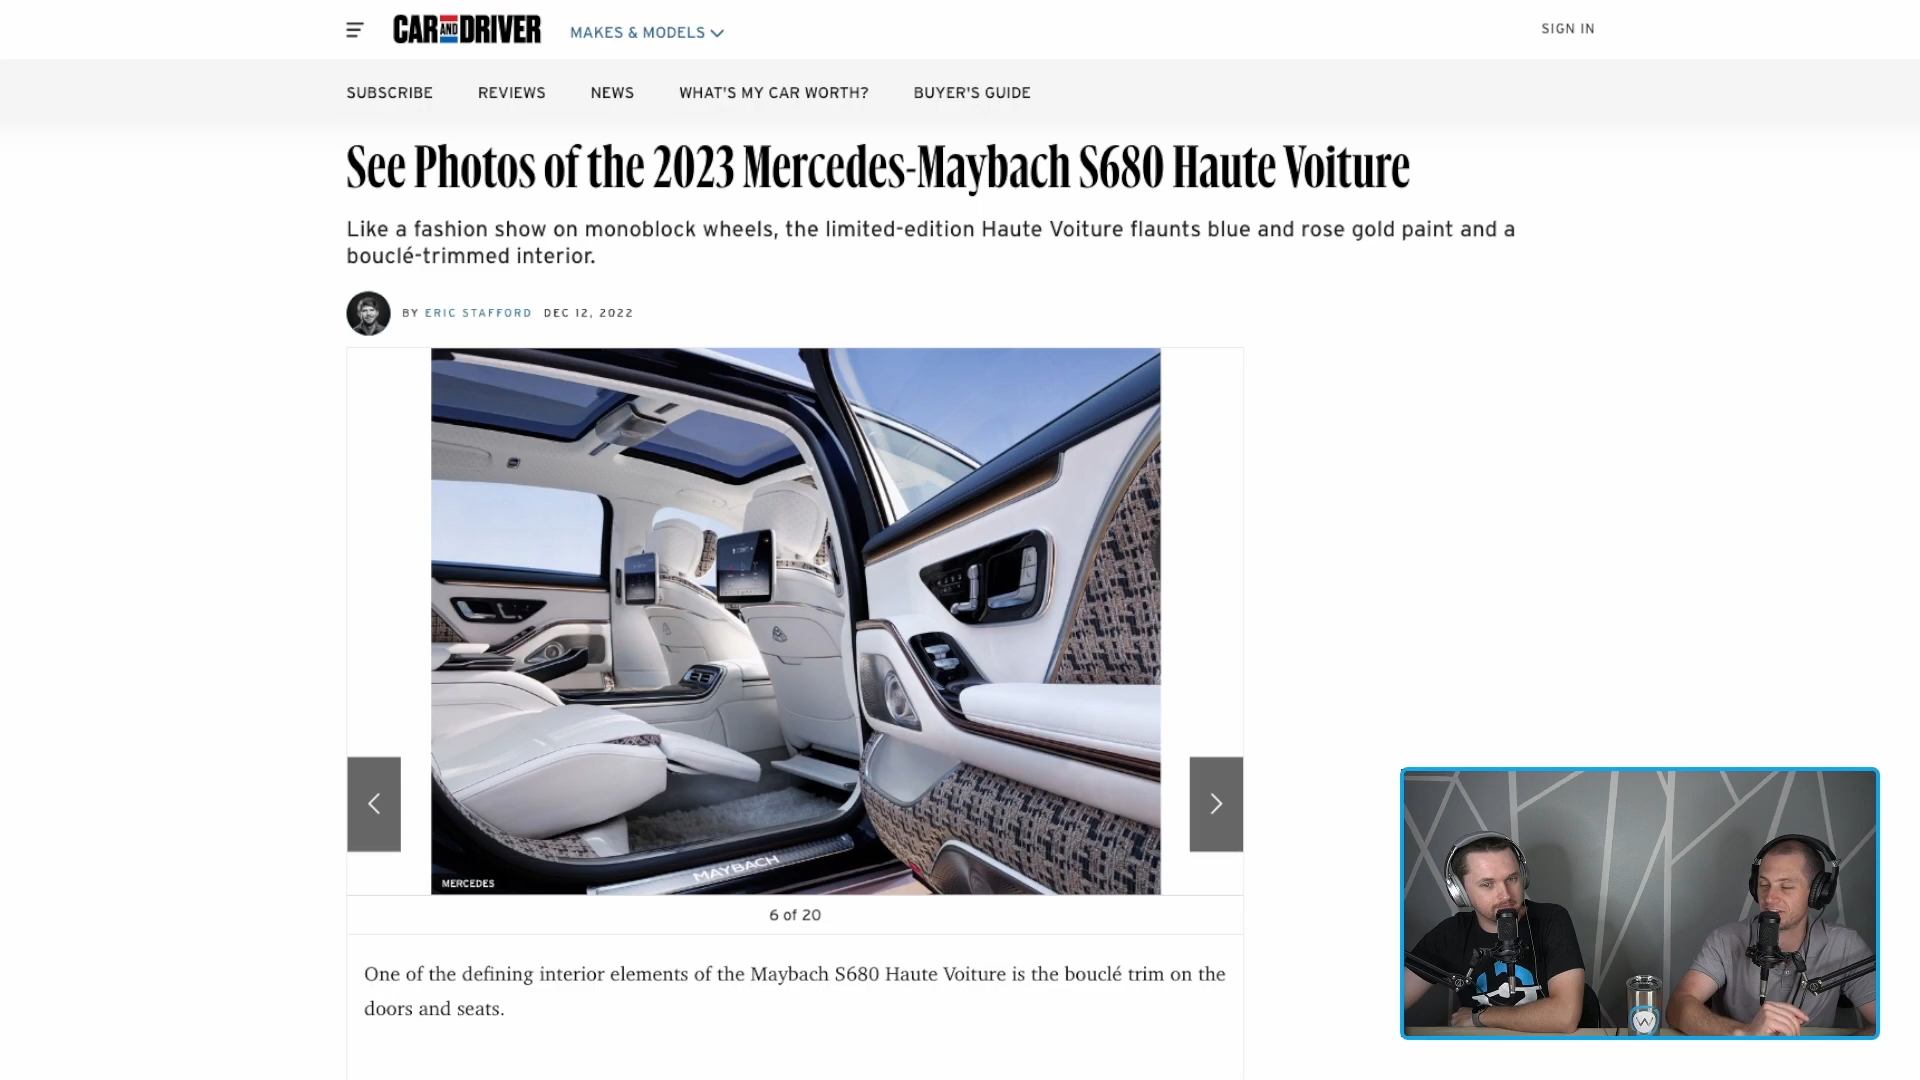 CAR AND DRIVER
MAKES & MODELS
SIGN IN
SUBSCRIBE
REVIEWS
NEWS
WHAT'S MY CAR WORTH?
BUYER'S GUIDE
See Photos of the 2023 Mercedes-Maybach S680 Haute Voiture
Like a fashion show on monoblock wheels, the limited-edition Haute Voiture flaunts blue and rose gold paint and a
bouclé-trimmed interior.
BY ERIC STAFFORD DEC 12, 2022
MAYBACH
MERCEDES
6 of 20
One of the defining interior elements of the Maybach S680 Haute Voiture is the bouclé trim on the
doors and seats.
W